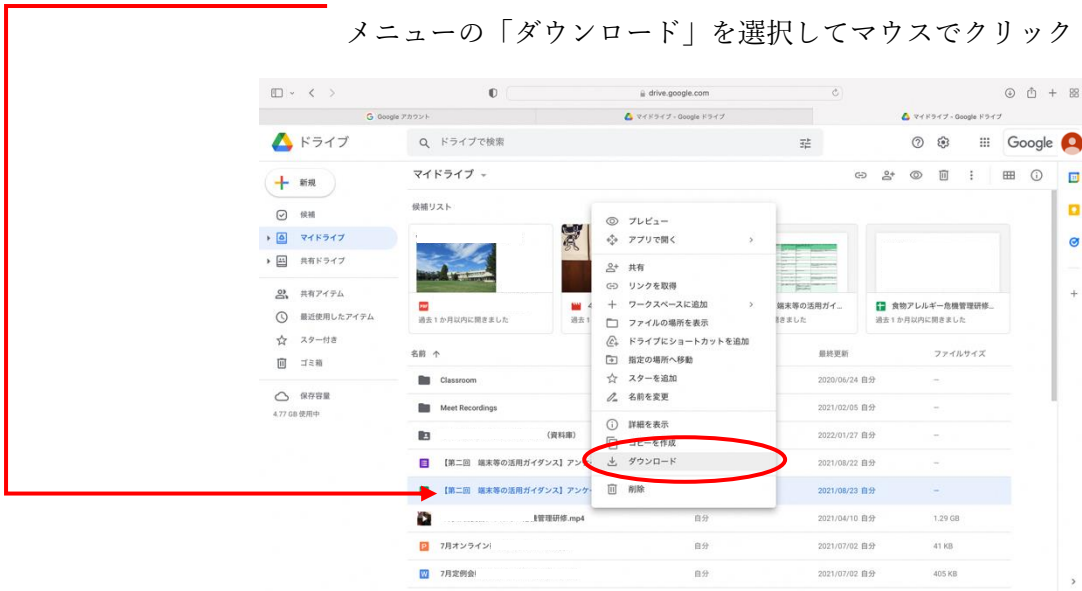 メニューの「ダウンロード」を選択してマウスでクリック
drive.google.com
Google アカウント
マイドライブ - Google ドライブ
マイドライブ - Google ドライブ
ドライブ
ドライブで検索
Google
新規
マイドライブ
候補
マイドライブ
共有ドライブ
共有アイテム
最近使用したアイテム
スター付き
ゴミ箱
保存容量
4.77 GB 使用中
候補リスト
過去 1 か月以内に開きました
過去 1
端末等の活用ガイ...
開きました
食物アレルギー危機管理研修...
過去 1 か月以内に開きました
プレビュー
アプリで開く
共有
リンクを取得
ワークスペースに追加
ファイルの場所を表示
ドライブにショートカットを追加
指定の場所へ移動
スターを追加
名前を変更
詳細を表示
コピーを作成
ダウンロード
削除
名前
最終更新
ファイルサイズ
Classroom
2020/06/24 自分
–
Meet Recordings
2021/02/05 自分
–
（資料庫）
2022/01/27 自分
–
【第二回 端末等の活用ガイダンス】アン
2021/08/22 自分
–
【第二回 端末等の活用ガイダンス】アンケ
2021/08/23 自分
–
管理研修.mp4
自分
2021/04/10 自分
1.29 GB
7月オンライン
自分
2021/07/02 自分
41 KB
7月定例会
自分
2021/07/02 自分
405 KB